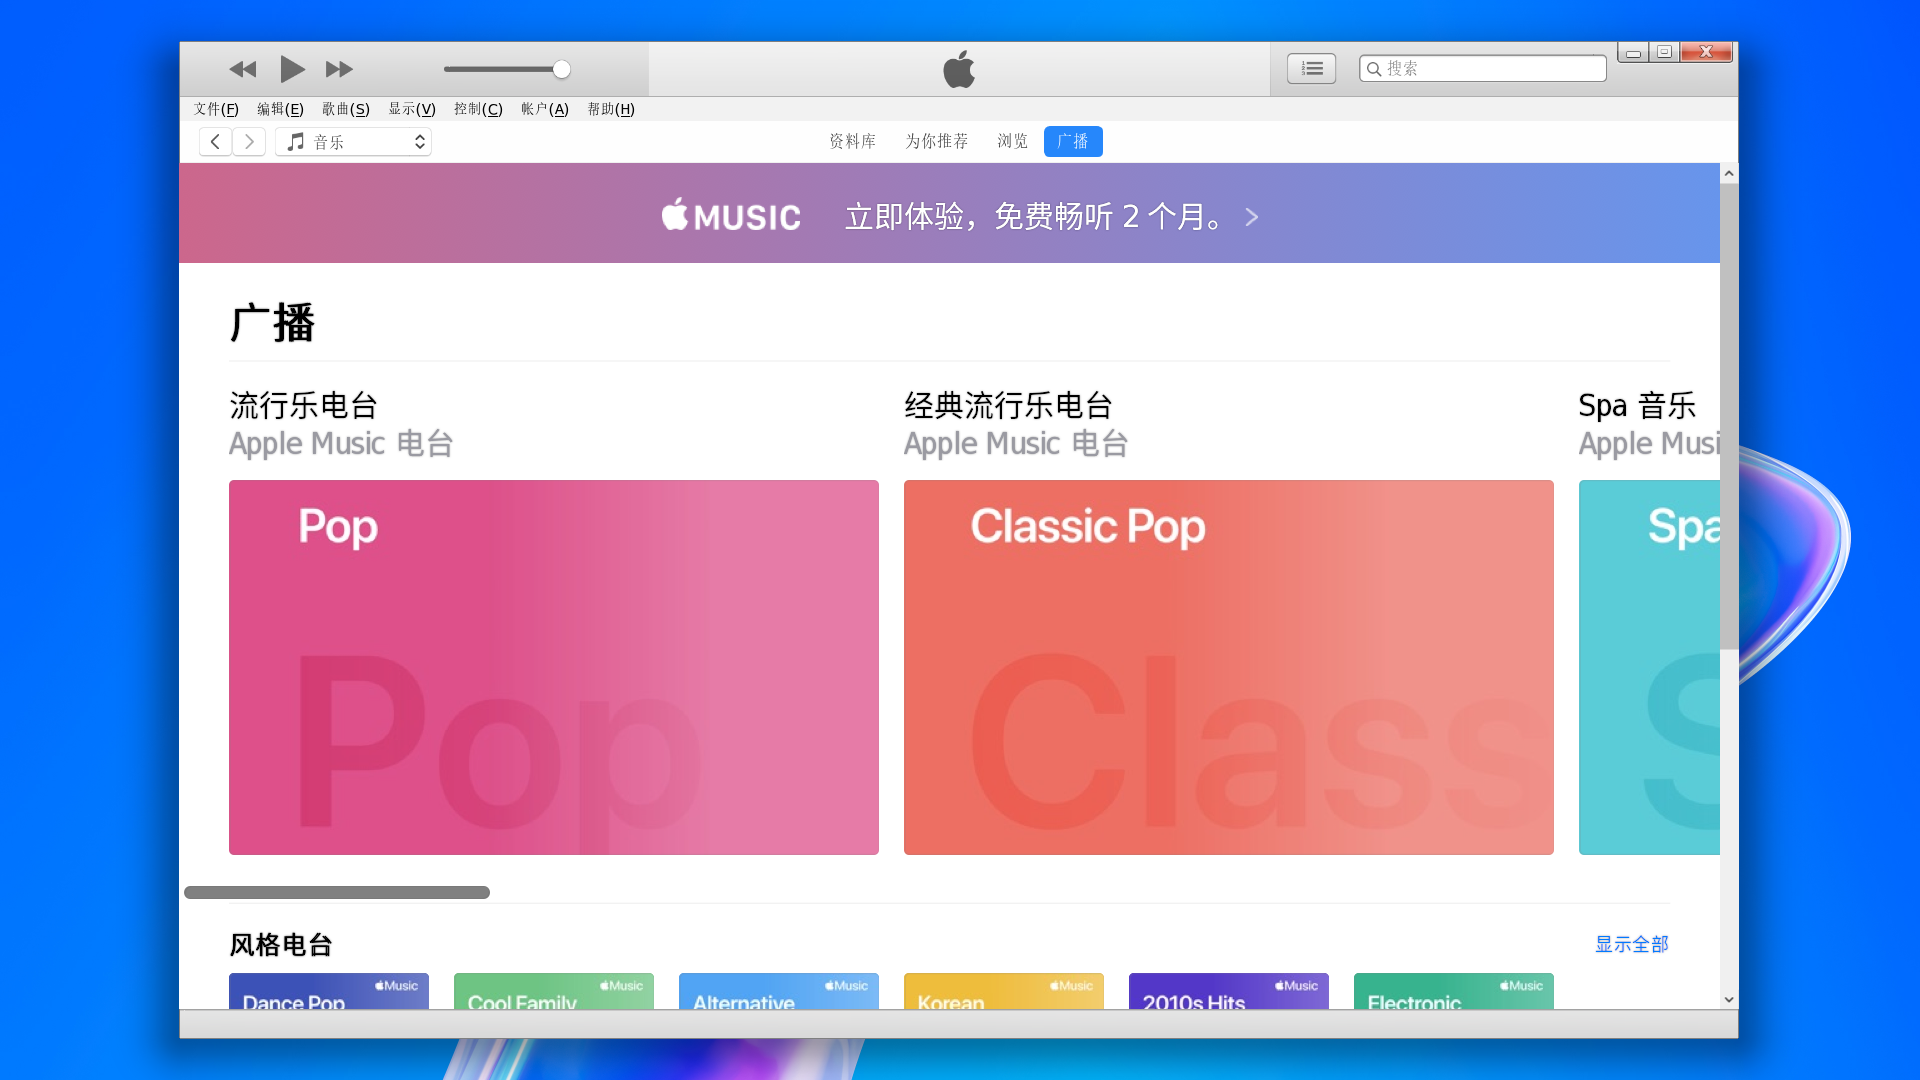 搜索
文件(F) 编辑(E) 歌曲(S) 显示(V) 控制(C) 帐户(A) 帮助(H)
音乐 资料库 为你推荐 浏览 广播
MUSIC 立即体验，免费畅听 2 个月。
广播
流行乐电台 经典流行乐电台 Spa 音乐
Apple Music 电台 Apple Music 电台 Apple Musi
Pop Classic Pop Spa
Pop Class S
风格电台 显示全部
Music Music Music Music Music Music
Dance Pop Cool Family Alternative Korean 2010s Hits Electronic